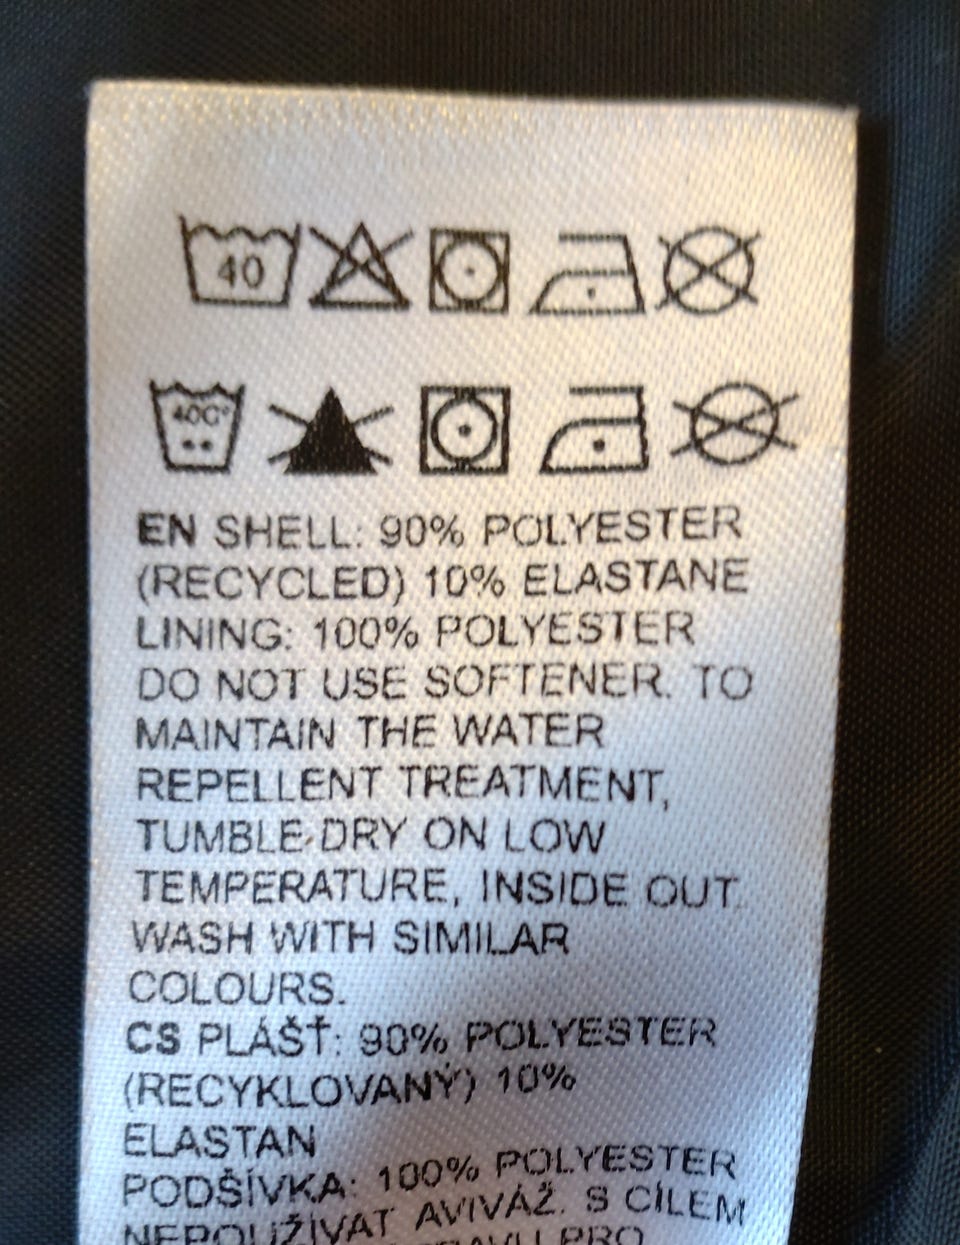 40
40C°
EN SHELL: 90% POLYESTER
(RECYCLED) 10% ELASTANE
LINING: 100% POLYESTER
DO NOT USE SOFTENER. TO
MAINTAIN THE WATER
REPELLENT TREATMENT,
TUMBLE-DRY ON LOW
TEMPERATURE, INSIDE OUT.
WASH WITH SIMILAR
COLOURS.
CS PLÁŠŤ: 90% POLYESTER
(RECYKLOVANÝ) 10%
ELASTAN
PODŠÍVKA: 100% POLYESTER
NEPOUŽÍVAT AVIVÁŽ. S CÍLEM
PRO